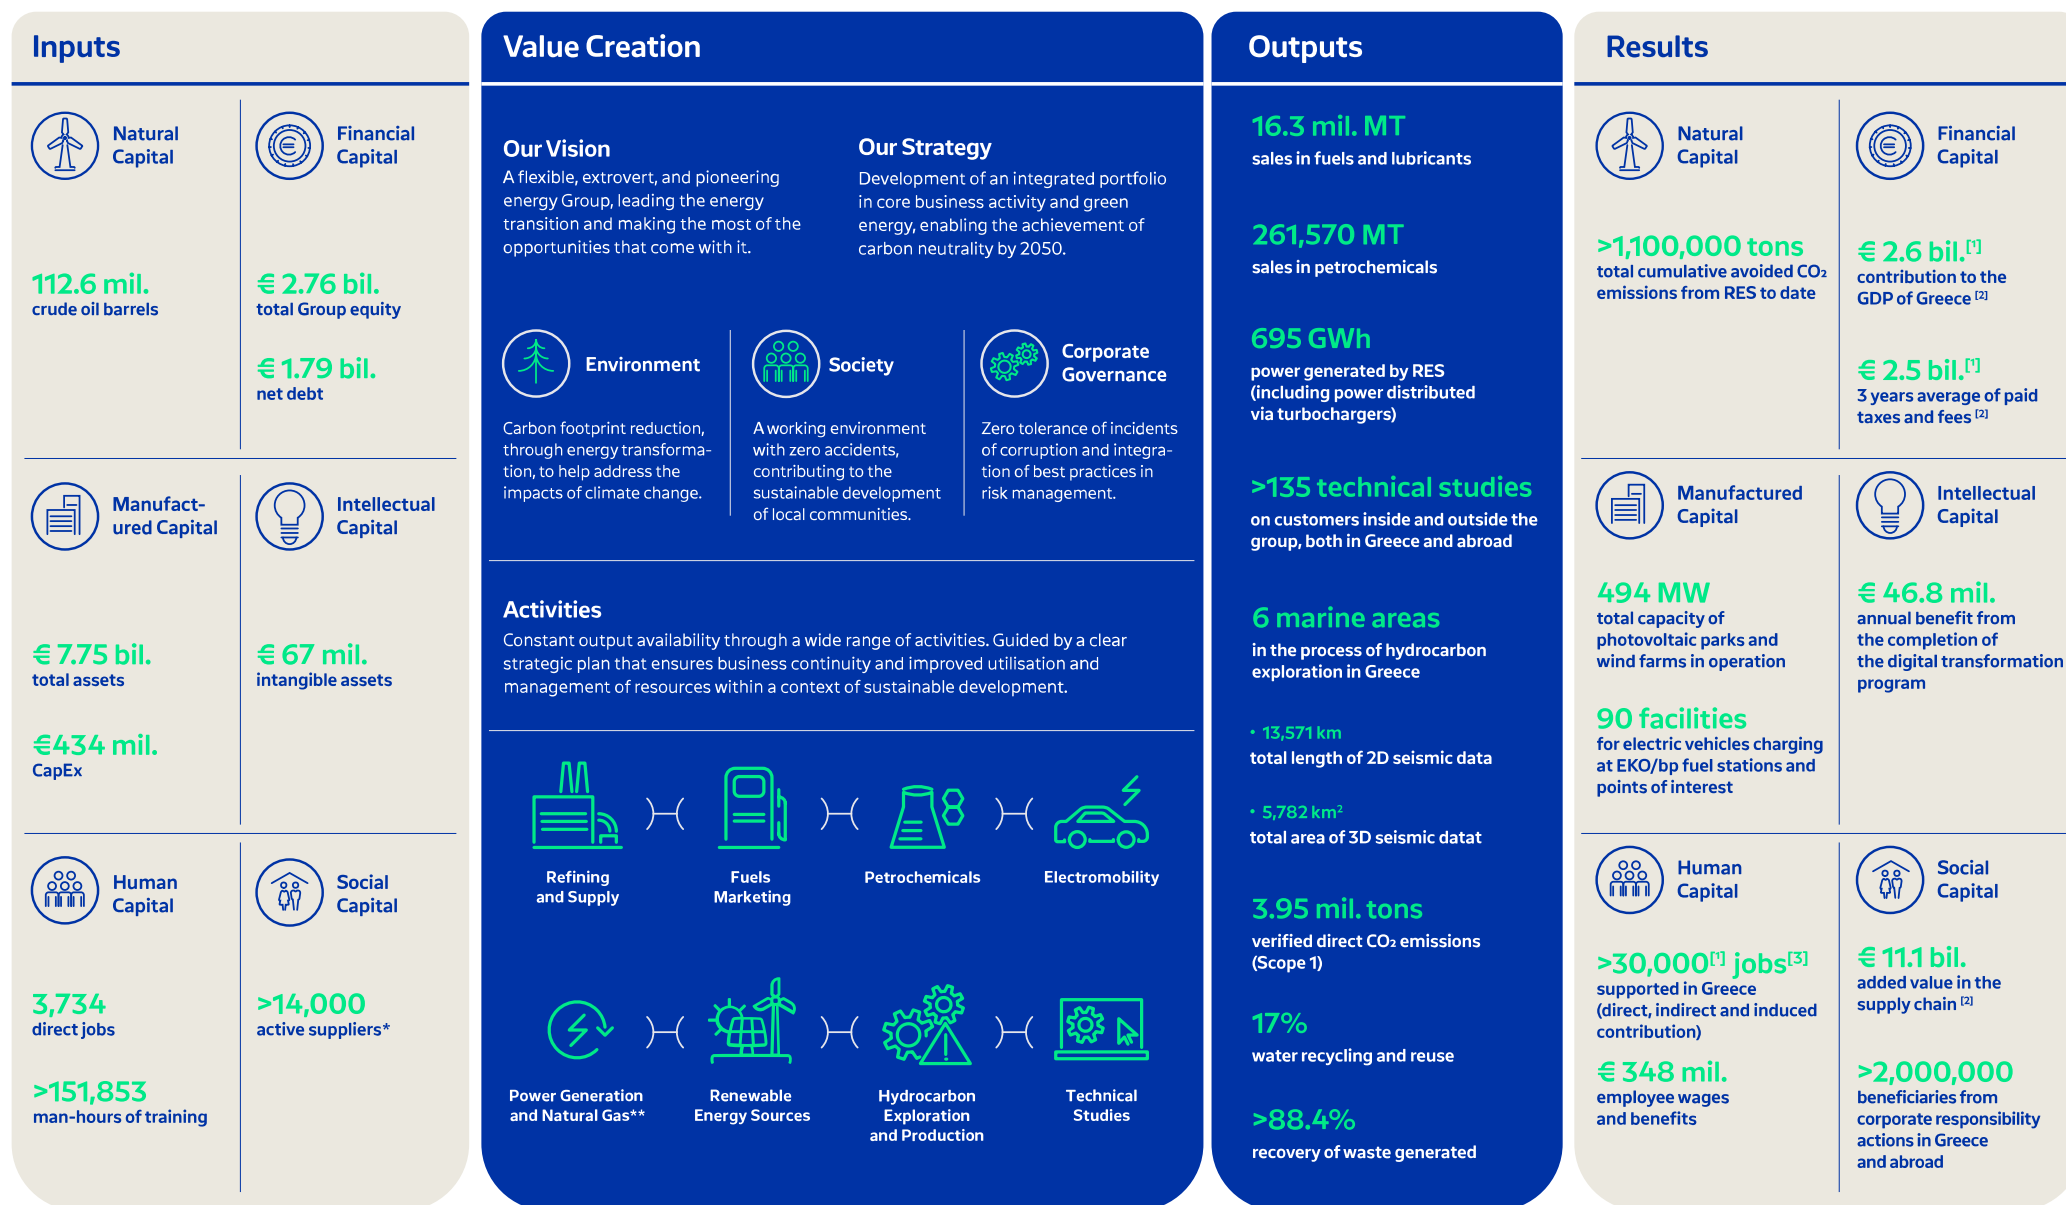 Inputs
Natural
Capital
112.6 mil.
crude oil barrels
Financial
Capital
€ 2.76 bil.
total Group equity
€ 1.79 bil.
net debt
Manufact-
ured Capital
€ 7.75 bil.
total assets
€434 mil.
CapEx
Intellectual
Capital
€ 67 mil.
intangible assets
Human
Capital
3,734
direct jobs
>151,853
man-hours of training
Social
Capital
>14,000
active suppliers*
Value Creation
Our Vision
A flexible, extrovert, and pioneering
energy Group, leading the energy
transition and making the most of the
opportunities that come with it.
Our Strategy
Development of an integrated portfolio
in core business activity and green
energy, enabling the achievement of
carbon neutrality by 2050.
Environment
Carbon footprint reduction,
through energy transforma-
tion, to help address the
impacts of climate change.
Society
A working environment
with zero accidents,
contributing to the
sustainable development
of local communities.
Corporate
Governance
Zero tolerance of incidents
of corruption and integra-
tion of best practices in
risk management.
Activities
Constant output availability through a wide range of activities. Guided by a clear
strategic plan that ensures business continuity and improved utilisation and
management of resources within a context of sustainable development.
Refining
and Supply
Fuels
Marketing
Petrochemicals
Electromobility
Power Generation
and Natural Gas**
Renewable
Energy Sources
Hydrocarbon
Exploration
and Production
Technical
Studies
Outputs
16.3 mil. MT
sales in fuels and lubricants
261,570 MT
sales in petrochemicals
695 GWh
power generated by RES
(including power distributed
via turbochargers)
>135 technical studies
on customers inside and outside the
group, both in Greece and abroad
6 marine areas
in the process of hydrocarbon
exploration in Greece
• 13,571 km
total length of 2D seismic data
• 5,782 km²
total area of 3D seismic datat
3.95 mil. tons
verified direct CO₂ emissions
(Scope 1)
17%
water recycling and reuse
>88.4%
recovery of waste generated
Results
Natural
Capital
>1,100,000 tons
total cumulative avoided CO₂
emissions from RES to date
Financial
Capital
€ 2.6 bil.[1]
contribution to the
GDP of Greece [2]
€ 2.5 bil.[1]
3 years average of paid
taxes and fees [2]
Manufactured
Capital
494 MW
total capacity of
photovoltaic parks and
wind farms in operation
90 facilities
for electric vehicles charging
at EKO/bp fuel stations and
points of interest
Intellectual
Capital
€ 46.8 mil.
annual benefit from
the completion of
the digital transformation
program
Human
Capital
>30,000[1] jobs[3]
supported in Greece
(direct, indirect and induced
contribution)
€ 348 mil.
employee wages
and benefits
Social
Capital
€ 11.1 bil.
added value in the
supply chain [2]
>2,000,000
beneficiaries from
corporate responsibility
actions in Greece
and abroad